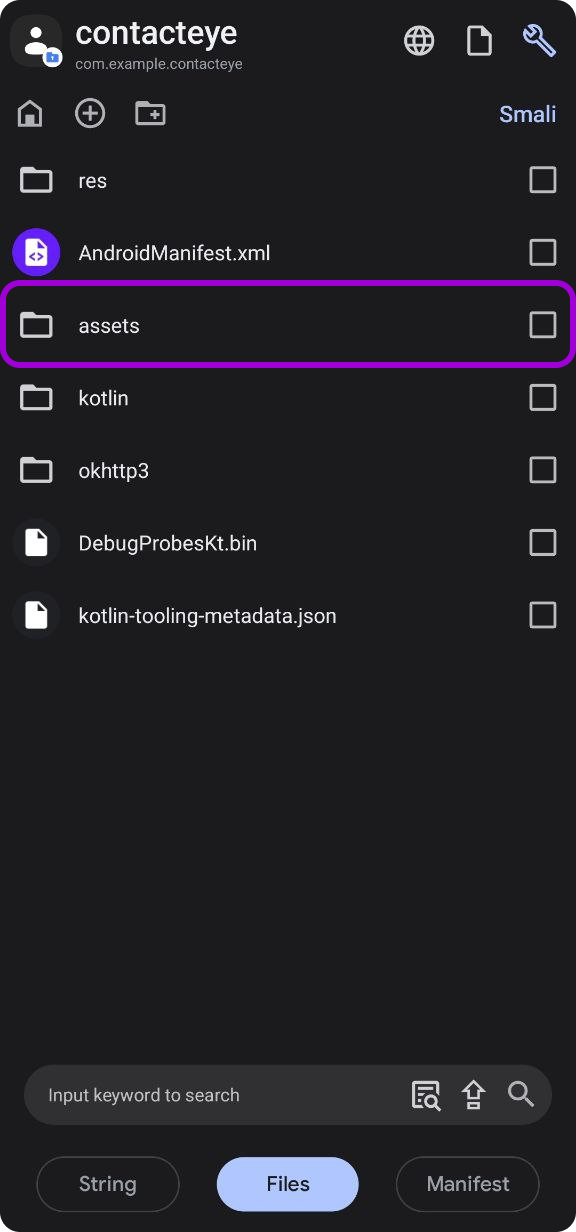 contacteye
com.example.contacteye
Smali
res
AndroidManifest.xml
assets
kotlin
okhttp3
DebugProbesKt.bin
kotlin-tooling-metadata.json
Input keyword to search
String
Files
Manifest